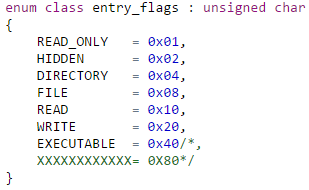 enum class entry_flags : unsigned char
{
    READ_ONLY   = 0x01,
    HIDDEN      = 0x02,
    DIRECTORY   = 0x04,
    FILE        = 0x08,
    READ        = 0x10,
    WRITE       = 0x20,
    EXECUTABLE  = 0x40/*,
    XXXXXXXXXXXX= 0X80*/
}